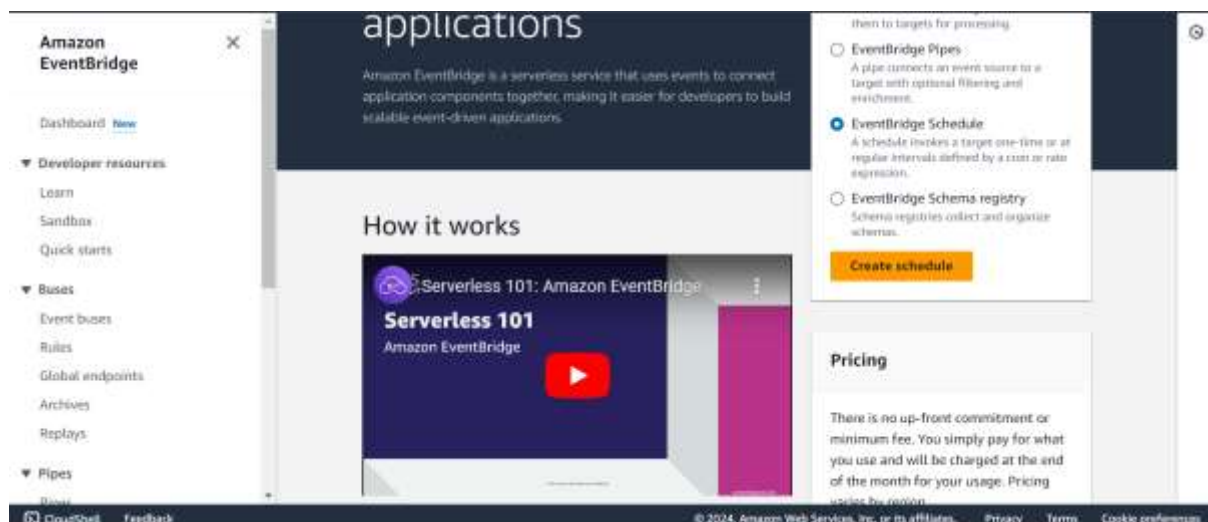 Amazon
EventBridge
Dashboard New
Developer resources
Learn
Sandbox
Quick starts
Buses
Event buses
Rules
Global endpoints
Archives
Replays
Pipes
Pipes
CloudShell Feedback
applications
Amazon EventBridge is a serverless service that uses events to connect
application components together, making it easier for developers to build
scalable event-driven applications.
How it works
Serverless 101: Amazon EventBridge
Serverless 101
Amazon EventBridge
them to targets for processing.
EventBridge Pipes
A pipe connects an event source to a
target with optional filtering and
enrichment.
EventBridge Schedule
A schedule invokes a target one-time or at
regular intervals defined by a cron or rate
expression.
EventBridge Schema registry
Schema registries collect and organize
schemas.
Create schedule
Pricing
There is no up-front commitment or
minimum fee. You simply pay for what
you use and will be charged at the end
of the month for your usage. Pricing
varies by region.
© 2024, Amazon Web Services, Inc. or its affiliates. Privacy Terms Cookie preferences